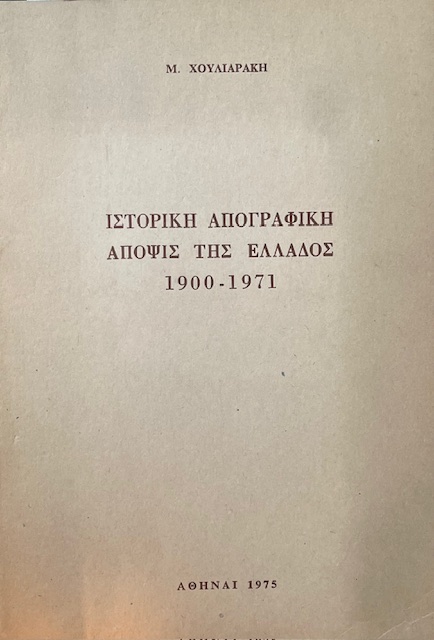 Μ. ΧΟΥΛΙΑΡΑΚΗ
ΙΣΤΟΡΙΚΗ ΑΠΟΓΡΑΦΙΚΗ
ΑΠΟΨΙΣ ΤΗΣ ΕΛΛΑΔΟΣ
1900 - 1971
ΑΘΗΝΑΙ 1975